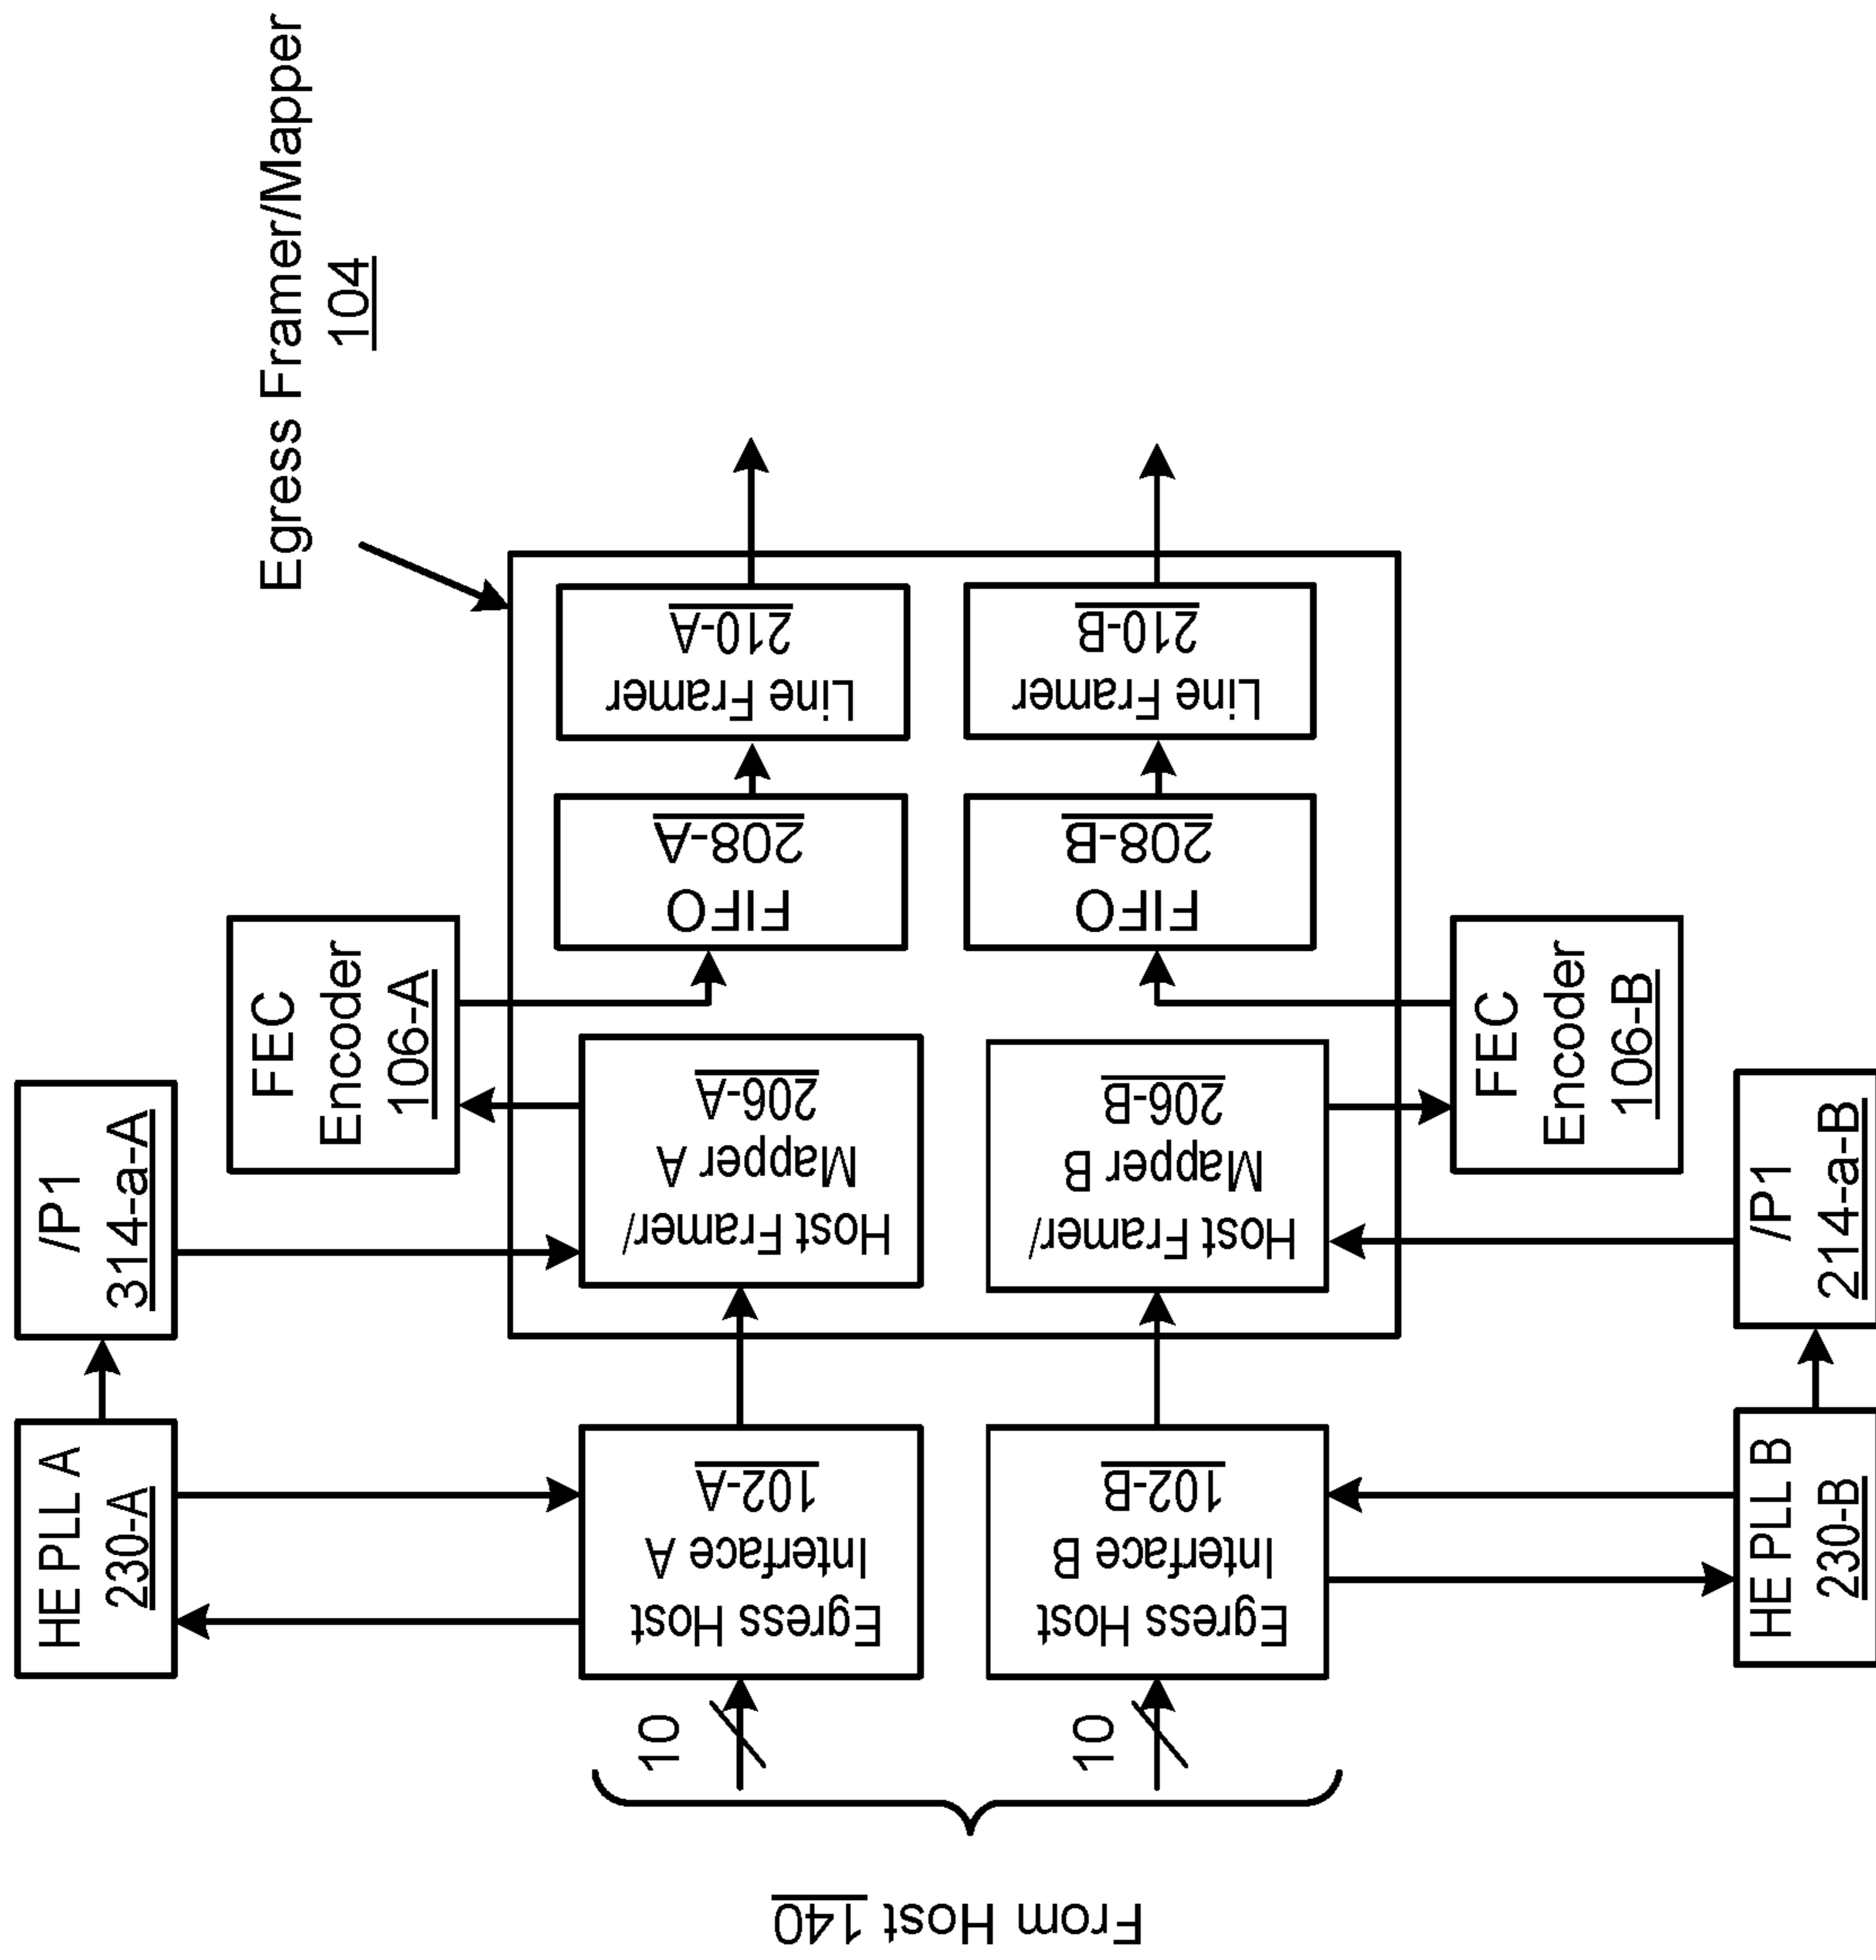 Egress Framer/Mapper
104
HE PLL A
230-A
/P1
314-a-A
FEC
Encoder
106-A
From Host 140
10
Egress Host
Interface A
102-A
Host Framer/
Mapper A
206-A
FIFO
208-A
Line Framer
210-A
10
Egress Host
Interface B
102-B
Host Framer/
Mapper B
206-B
FIFO
208-B
Line Framer
210-B
FEC
Encoder
106-B
HE PLL B
230-B
/P1
214-a-B